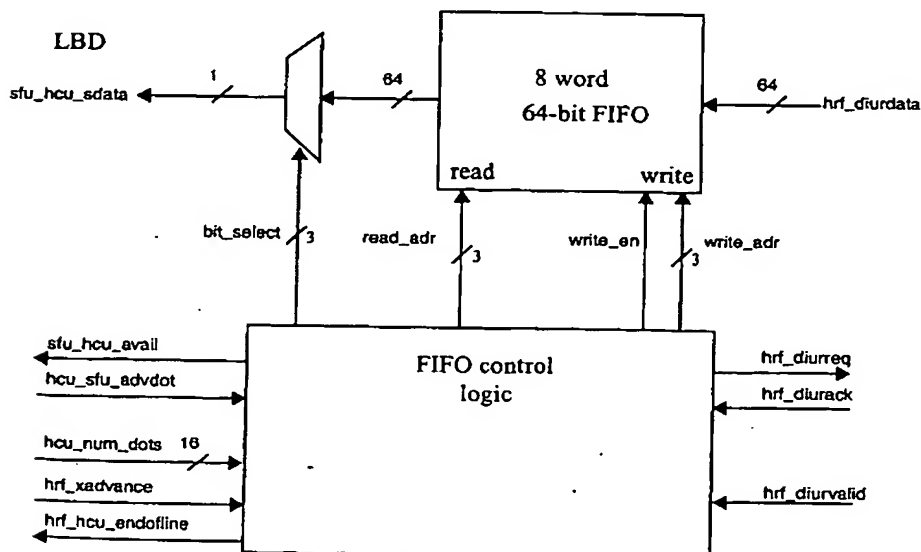 LBD
1
sfu_hcu_sdata
64
8 word
64-bit FIFO
64
hrf_diurdata
read
write
bit_select
3
read_adr
3
write_en
write_adr
3
sfu_hcu_avail
hcu_sfu_advdot
hcu_num_dots
16
hrf_xadvance
hrf_hcu_endofline
FIFO control
logic
hrf_diurreq
hrf_diurack
hrf_diurvalid